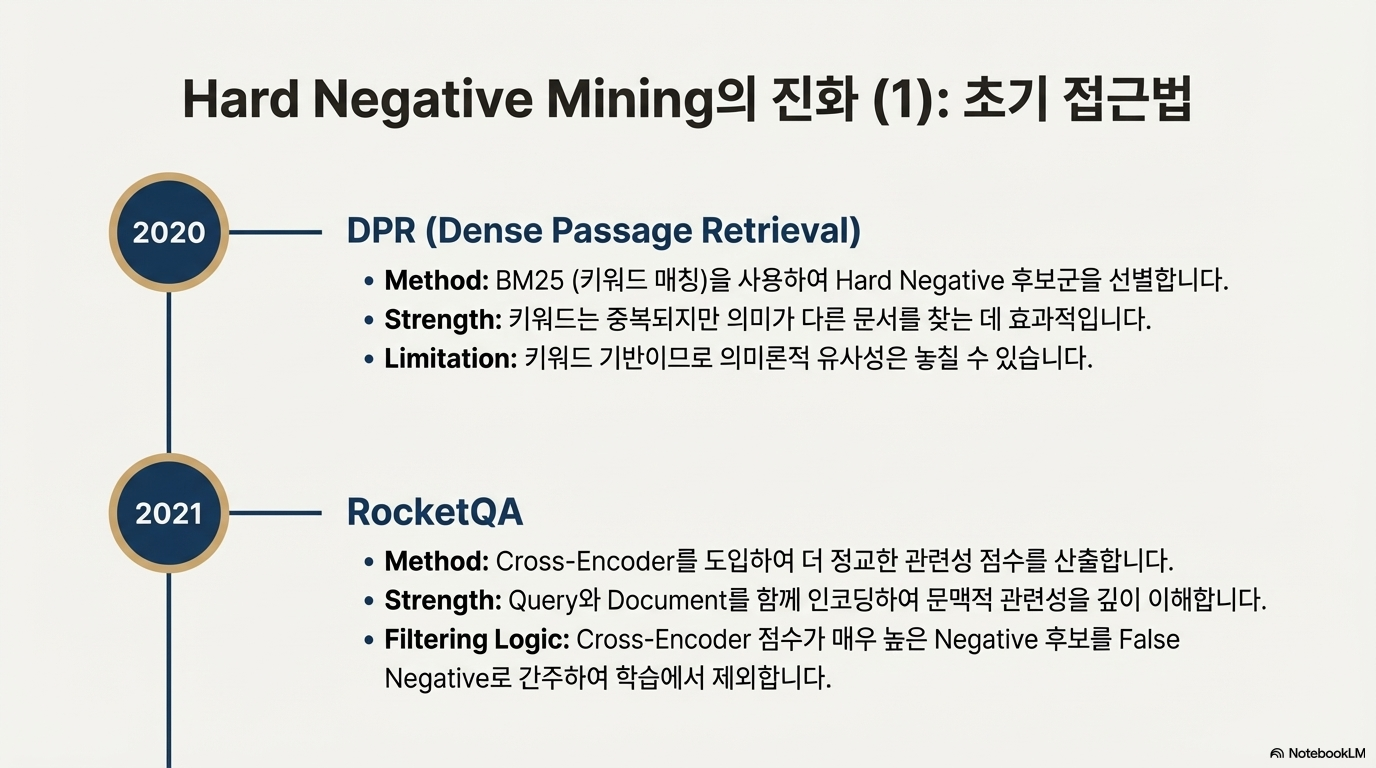 Hard Negative Mining의 진화 (1): 초기 접근법
2020
DPR (Dense Passage Retrieval)
• Method: BM25 (키워드 매칭)을 사용하여 Hard Negative 후보군을 선별합니다.
• Strength: 키워드는 중복되지만 의미가 다른 문서를 찾는 데 효과적입니다.
• Limitation: 키워드 기반이므로 의미론적 유사성은 놓칠 수 있습니다.
2021
RocketQA
• Method: Cross-Encoder를 도입하여 더 정교한 관련성 점수를 산출합니다.
• Strength: Query와 Document를 함께 인코딩하여 문맥적 관련성을 깊이 이해합니다.
• Filtering Logic: Cross-Encoder 점수가 매우 높은 Negative 후보를 False
Negative로 간주하여 학습에서 제외합니다.
NotebookLM